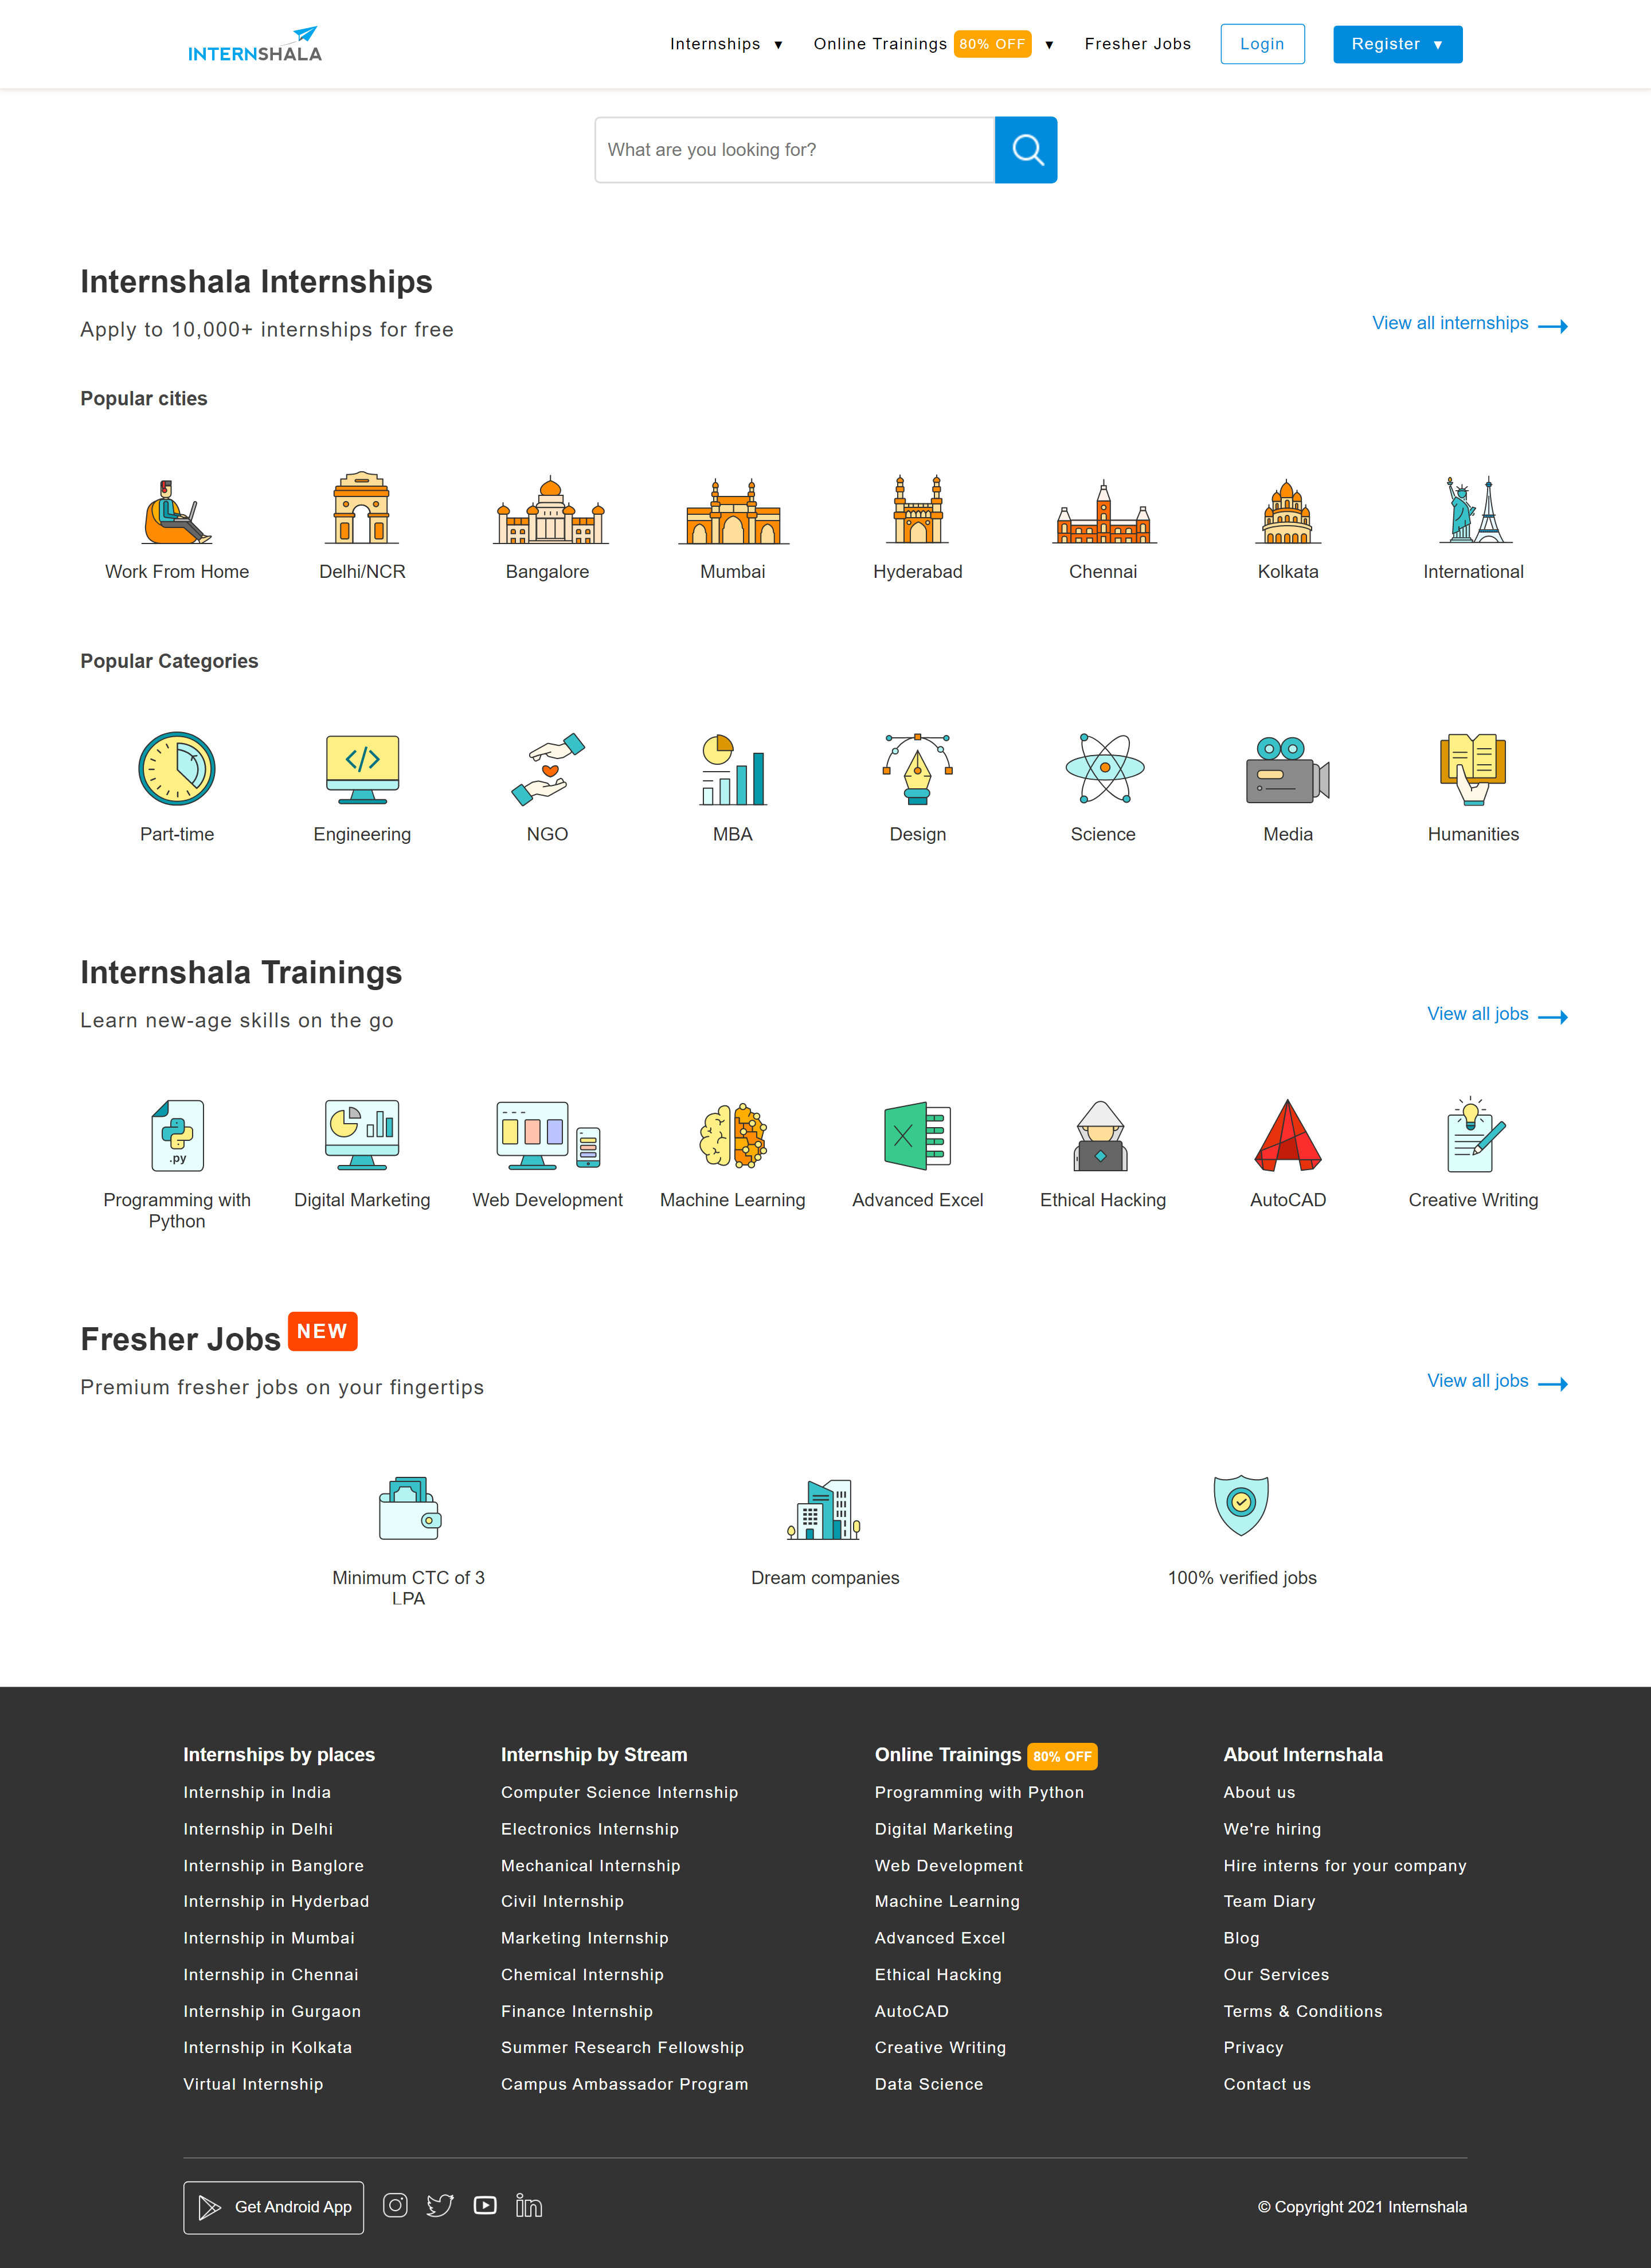 INTERNSHALA
Internships ▼ Online Trainings 80% OFF ▼ Fresher Jobs Login Register ▼
What are you looking for?
Internshala Internships
Apply to 10,000+ internships for free
View all internships
Popular cities
Work From Home Delhi/NCR Bangalore Mumbai Hyderabad Chennai Kolkata International
Popular Categories
</>
Part-time Engineering NGO MBA Design Science Media Humanities
Internshala Trainings
Learn new-age skills on the go
View all jobs
.py
X
Programming with
Python
Digital Marketing Web Development Machine Learning Advanced Excel Ethical Hacking AutoCAD Creative Writing
Fresher Jobs NEW
Premium fresher jobs on your fingertips
View all jobs
Minimum CTC of 3
LPA
Dream companies
100% verified jobs
Internships by places
Internship in India
Internship in Delhi
Internship in Banglore
Internship in Hyderbad
Internship in Mumbai
Internship in Chennai
Internship in Gurgaon
Internship in Kolkata
Virtual Internship
Internship by Stream
Computer Science Internship
Electronics Internship
Mechanical Internship
Civil Internship
Marketing Internship
Chemical Internship
Finance Internship
Summer Research Fellowship
Campus Ambassador Program
Online Trainings 80% OFF
Programming with Python
Digital Marketing
Web Development
Machine Learning
Advanced Excel
Ethical Hacking
AutoCAD
Creative Writing
Data Science
About Internshala
About us
We're hiring
Hire interns for your company
Team Diary
Blog
Our Services
Terms & Conditions
Privacy
Contact us
Get Android App
in
© Copyright 2021 Internshala